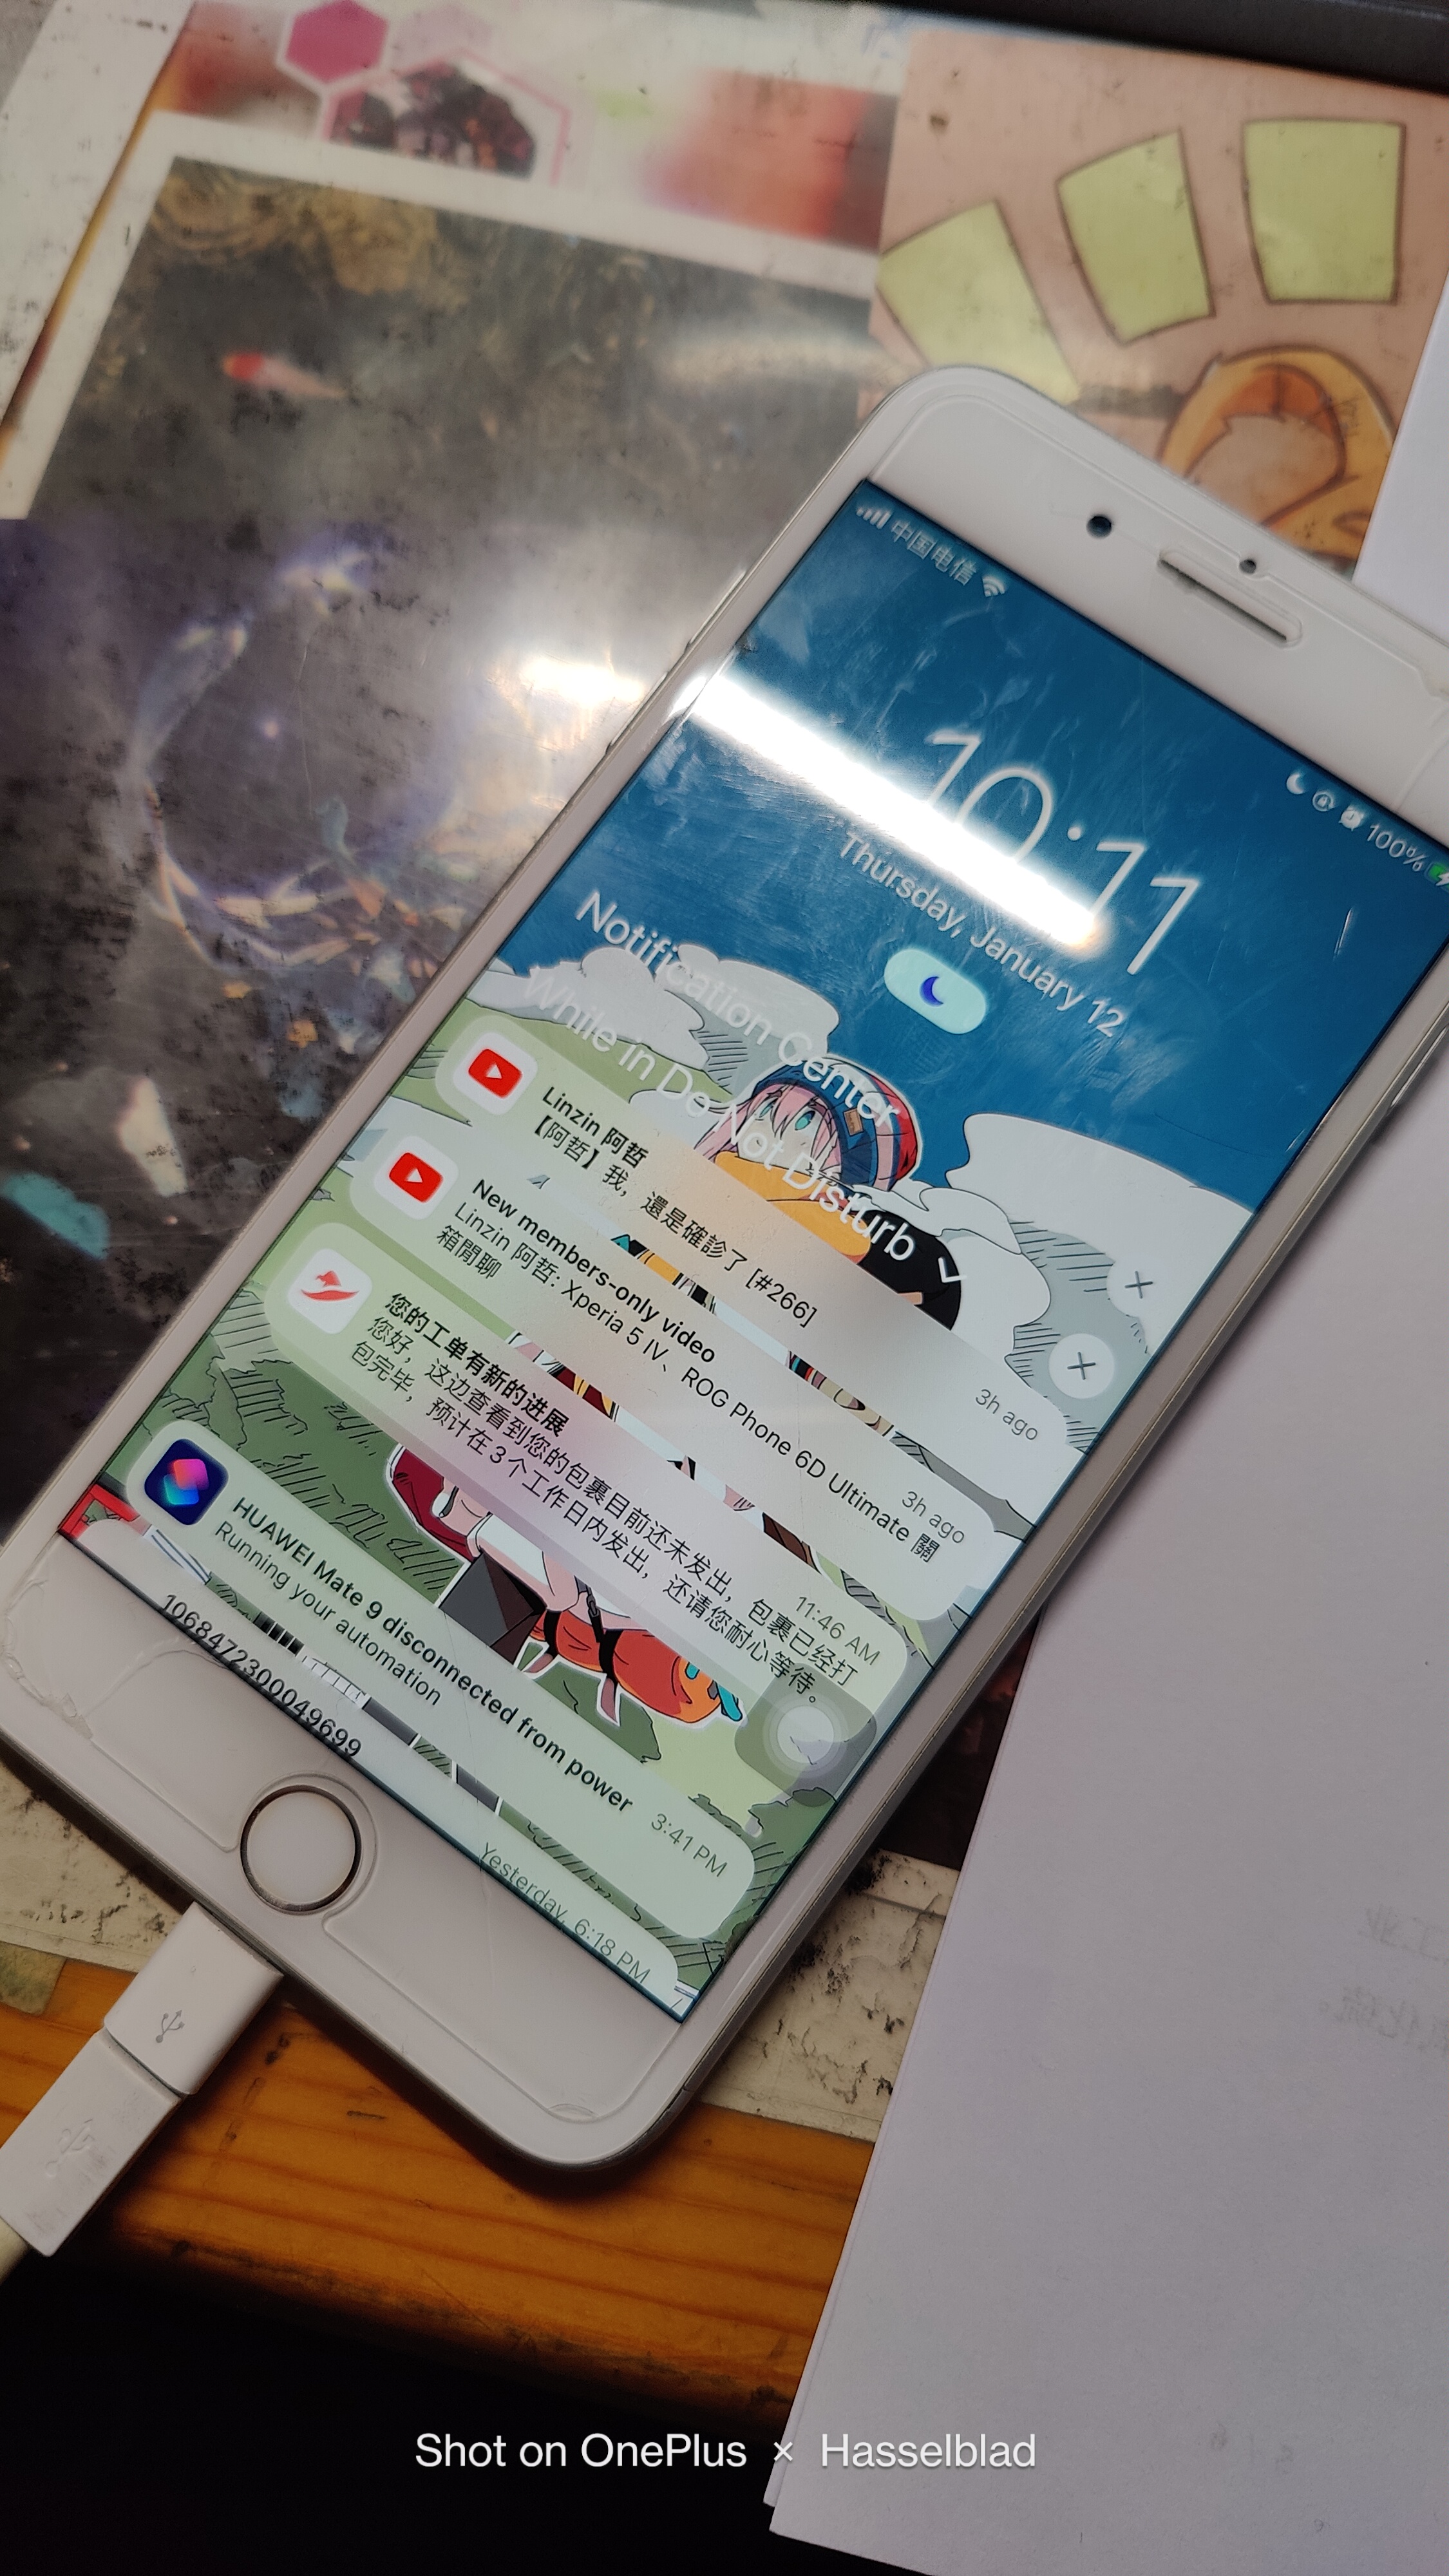 中国电信
100%
10:11
Thursday, January 12
Notification Center
While in Do Not Disturb
Linzin 阿哲
3h ago
【阿哲】我，還是確診了 [#266]
New members-only video
3h ago
Linzin 阿哲: Xperia 5 IV、ROG Phone 6D Ultimate 開
箱閒聊
您的工单有新的进展
11:46 AM
您好，这边查看到您的包裹目前还未发出，包裹已经打
包完毕，预计在3个工作日内发出，还请您耐心等待。
HUAWEI Mate 9 disconnected from power
3:41 PM
Running your automation
1068472300049699
Yesterday, 6:18 PM
Shot on OnePlus × Hasselblad